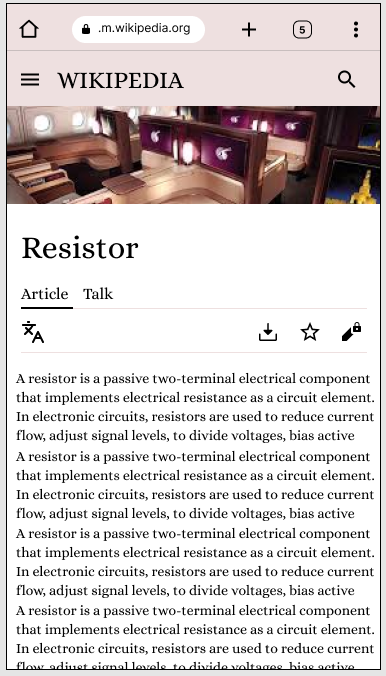 .m.wikipedia.org
5
WIKIPEDIA
Resistor
Article Talk
A resistor is a passive two-terminal electrical component
that implements electrical resistance as a circuit element.
In electronic circuits, resistors are used to reduce current
flow, adjust signal levels, to divide voltages, bias active
A resistor is a passive two-terminal electrical component
that implements electrical resistance as a circuit element.
In electronic circuits, resistors are used to reduce current
flow, adjust signal levels, to divide voltages, bias active
A resistor is a passive two-terminal electrical component
that implements electrical resistance as a circuit element.
In electronic circuits, resistors are used to reduce current
flow, adjust signal levels, to divide voltages, bias active
A resistor is a passive two-terminal electrical component
that implements electrical resistance as a circuit element.
In electronic circuits, resistors are used to reduce current
flow, adjust signal levels, to divide voltages, bias active